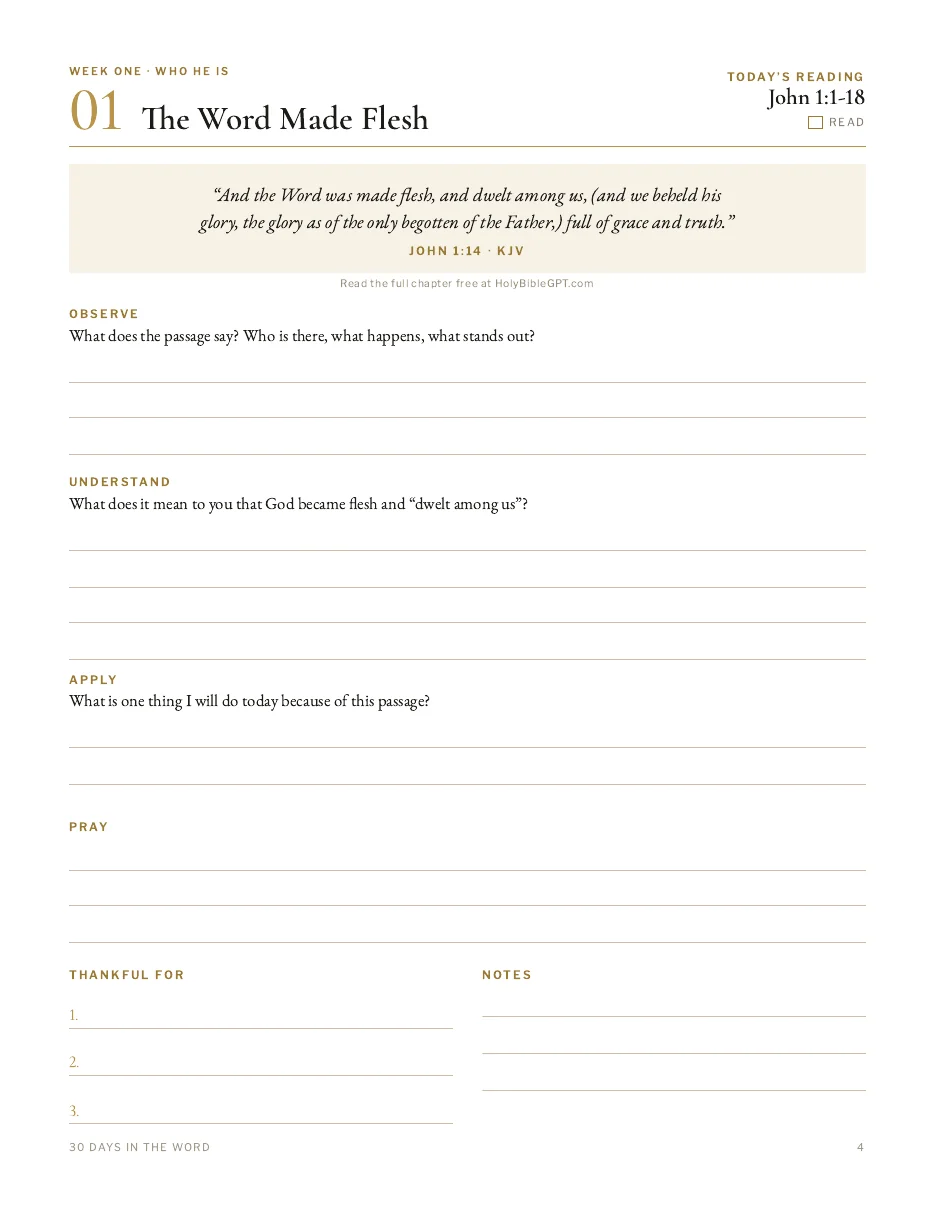 WEEK ONE · WHO HE IS
01 The Word Made Flesh
TODAY’S READING
John 1:1-18
READ
“And the Word was made flesh, and dwelt among us, (and we beheld his
glory, the glory as of the only begotten of the Father,) full of grace and truth.”
JOHN 1:14 · KJV
Read the full chapter free at HolyBibleGPT.com
OBSERVE
What does the passage say? Who is there, what happens, what stands out?
UNDERSTAND
What does it mean to you that God became flesh and “dwelt among us”?
APPLY
What is one thing I will do today because of this passage?
PRAY
THANKFUL FOR
1.
2.
3.
NOTES
30 DAYS IN THE WORD
4